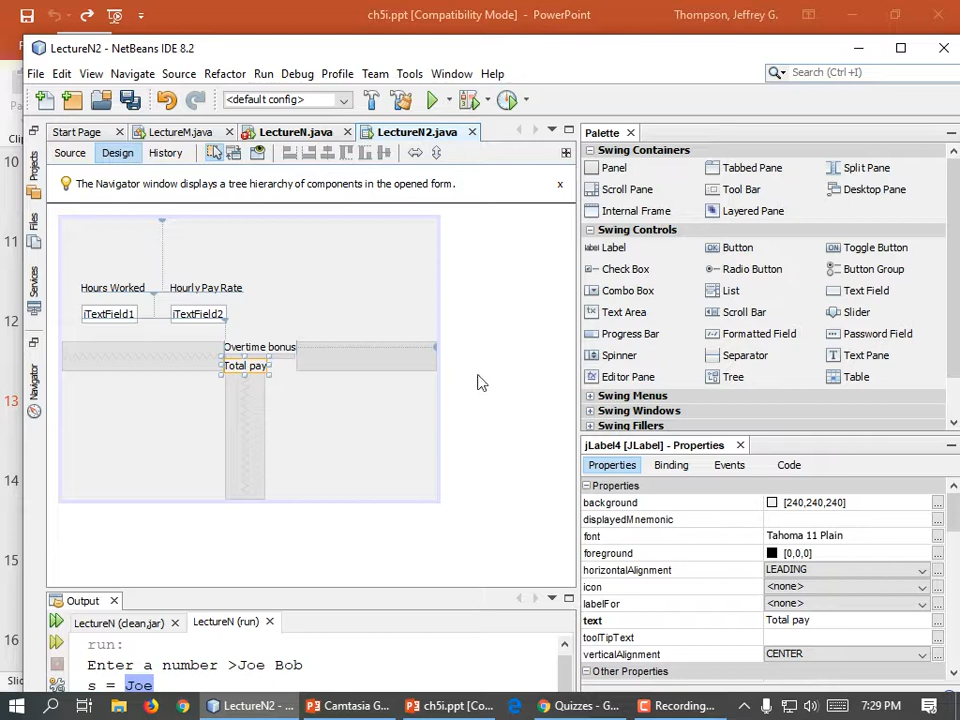 ch5i.ppt [Compatibility Mode] - PowerPoint
Thompson, Jeffrey G.
LectureN2 - NetBeans IDE 8.2
File Edit View Navigate Source Refactor Run Debug Profile Team Tools Window Help
Search (Ctrl+I)
<default config>
Start Page LectureM.java LectureN.java LectureN2.java
Palette
Source Design History
Swing Containers
The Navigator window displays a tree hierarchy of components in the opened form. x
Panel Tabbed Pane Split Pane
Scroll Pane Tool Bar Desktop Pane
Internal Frame Layered Pane
Swing Controls
Label Button Toggle Button
Check Box Radio Button Button Group
Combo Box List Text Field
Text Area Scroll Bar Slider
Progress Bar Formatted Field Password Field
Spinner Separator Text Pane
Editor Pane Tree Table
Swing Menus
Swing Windows
Swing Fillers
Projects
Files
Services
Navigator
10
11
12
13
15
16
Hours Worked Hourly Pay Rate
jTextField1 jTextField2
Overtime bonus
Total pay
jLabel4 [JLabel] - Properties
Properties Binding Events Code
Properties
background [240,240,240] ...
displayedMnemonic ...
font Tahoma 11 Plain ...
foreground [0,0,0] ...
horizontalAlignment LEADING ...
icon <none> ...
labelFor <none> ...
text Total pay ...
toolTipText ...
verticalAlignment CENTER ...
Other Properties
Output
LectureN (clean,jar) LectureN (run)
run:
Enter a number >Joe Bob
s = Joe
LectureN2 - ... Camtasia G... ch5i.ppt [Co... Quizzes - G... Recording... 7:29 PM